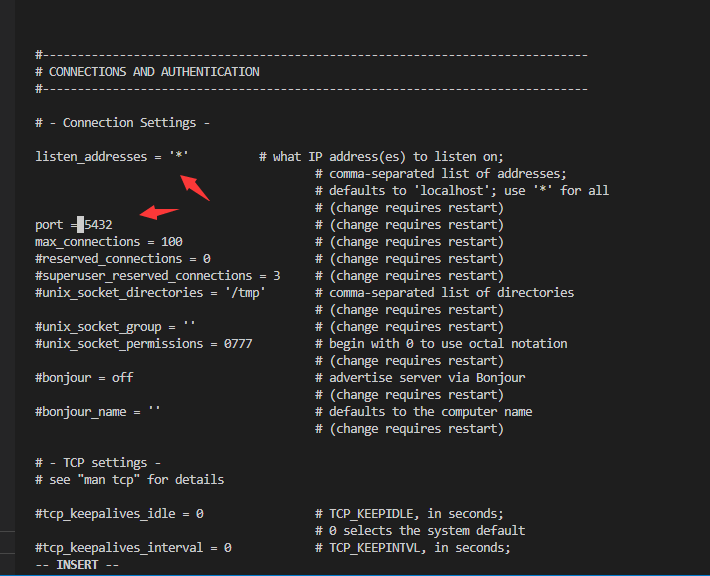 #------------------------------------------------------------------------------
# CONNECTIONS AND AUTHENTICATION
#------------------------------------------------------------------------------
# - Connection Settings -
listen_addresses = '*'          # what IP address(es) to listen on;
                                        # comma-separated list of addresses;
                                        # defaults to 'localhost'; use '*' for all
                                        # (change requires restart)
port = 5432                             # (change requires restart)
max_connections = 100                   # (change requires restart)
#reserved_connections = 0               # (change requires restart)
#superuser_reserved_connections = 3     # (change requires restart)
#unix_socket_directories = '/tmp'       # comma-separated list of directories
                                        # (change requires restart)
#unix_socket_group = ''                 # (change requires restart)
#unix_socket_permissions = 0777         # begin with 0 to use octal notation
                                        # (change requires restart)
#bonjour = off                          # advertise server via Bonjour
                                        # (change requires restart)
#bonjour_name = ''                      # defaults to the computer name
                                        # (change requires restart)
# - TCP settings -
# see "man tcp" for details
#tcp_keepalives_idle = 0                # TCP_KEEPIDLE, in seconds;
                                        # 0 selects the system default
#tcp_keepalives_interval = 0            # TCP_KEEPINTVL, in seconds;
-- INSERT --